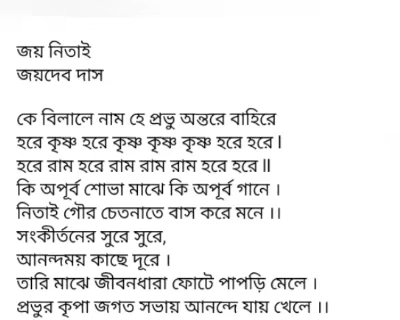 জয় নিতাই
জয়দেব দাস
কে বিলালে নাম হে প্রভু অন্তরে বাহিরে
হরে কৃষ্ণ হরে কৃষ্ণ কৃষ্ণ কৃষ্ণ হরে হরে l
হরে রাম হরে রাম রাম রাম হরে হরে ll
কি অপূর্ব শোভা মাঝে কি অপূর্ব গানে ।
নিতাই গৌর চেতনাতে বাস করে মনে ।।
সংকীর্তনের সুরে সুরে,
আনন্দময় কাছে দূরে ।
তারি মাঝে জীবনধারা ফোটে পাপড়ি মেলে ।
প্রভুর কৃপা জগত সভায় আনন্দে যায় খেলে ।।